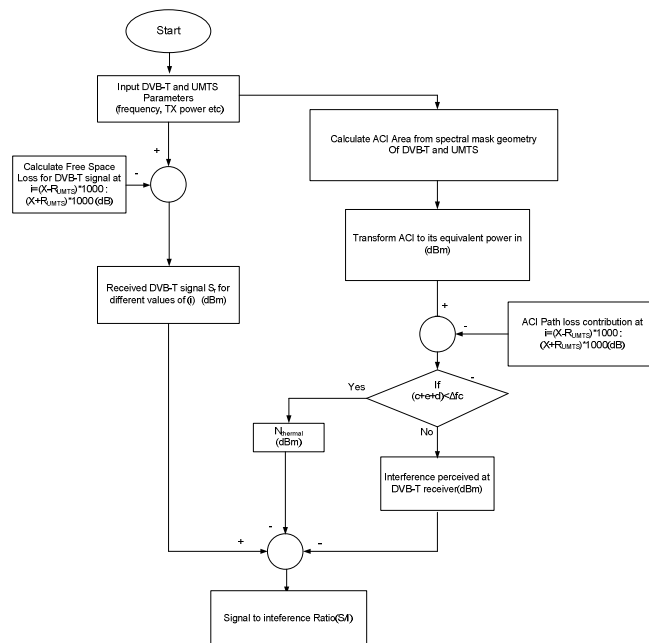 Start
Input DVB-T and UMTS
Parameters
(frequency, TX power etc)
Calculate ACI Area from spectral mask geometry
Of DVB-T and UMTS
+
Calculate Free Space
Loss for DVB-T signal at
i=(X-RUMTS)*1000 :
(X+RUMTS)*1000 (dB)
-
Transform ACI to its equivalent power in
(dBm)
Received DVB-T signal Sr for
different values of (i) (dBm)
+
-
ACI Path loss contribution at
i=(X-RUMTS)*1000 :
(X+RUMTS)*1000(dB)
If
(c+e+d)<Δfc
-
Yes
No
Nthermal
(dBm)
Interference perceived at
DVB-T receiver(dBm)
-
+
-
Signal to inteference Ratio(S/I)